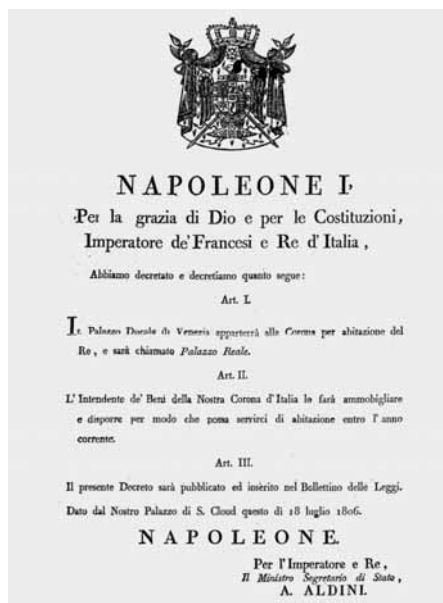 NAPOLEONE I,
Per la grazia di Dio e per le Costituzioni,
Imperatore de' Francesi e Re d'Italia,
Abbiamo decretato e decretiamo quanto segue:
Art. I.
Il Palazzo Ducale di Venezia apparterrà alla Corona per abitazione del
Re, e sarà chiamato Palazzo Reale.
Art. II.
L'Intendente de' Beni della Nostra Corona d'Italia lo farà ammobigliare
e disporre per modo che possa servirci di abitazione entro l'anno
corrente.
Art. III.
Il presente Decreto sarà pubblicato ed inserito nel Bollettino delle Leggi.
Dato dal Nostro Palazzo di S. Cloud questo dì 18 luglio 1806.
NAPOLEONE.
Per l'Imperatore e Re,
Il Ministro Segretario di Stato,
A. ALDINI.